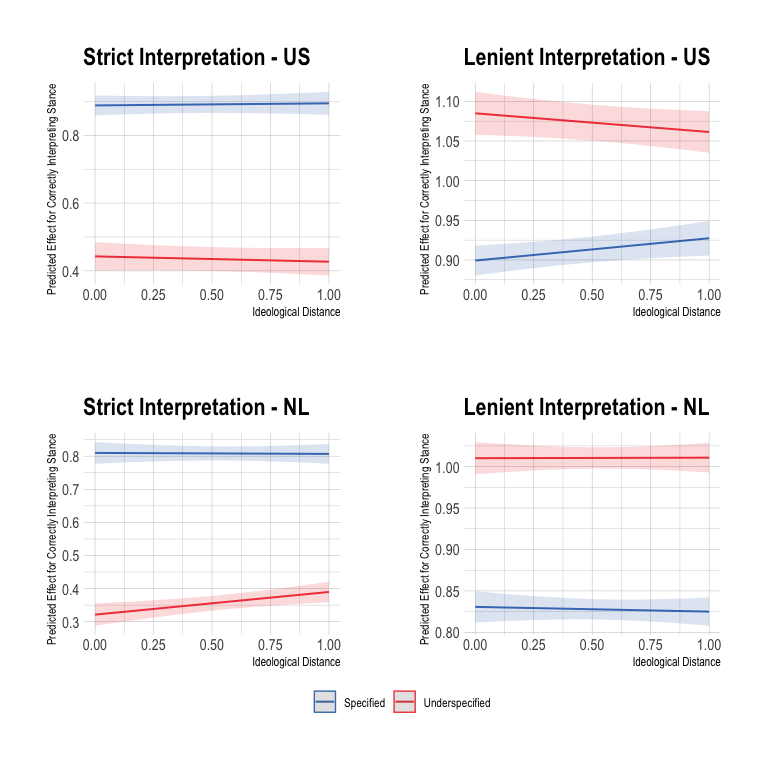 Strict Interpretation - US
Predicted Effect for Correctly Interpreting Stance
0.8
0.6
0.4
0.00 0.25 0.50 0.75 1.00
Ideological Distance
Lenient Interpretation - US
Predicted Effect for Correctly Interpreting Stance
1.10
1.05
1.00
0.95
0.90
0.00 0.25 0.50 0.75 1.00
Ideological Distance
Strict Interpretation - NL
Predicted Effect for Correctly Interpreting Stance
0.8
0.7
0.6
0.5
0.4
0.3
0.00 0.25 0.50 0.75 1.00
Ideological Distance
Lenient Interpretation - NL
Predicted Effect for Correctly Interpreting Stance
1.00
0.95
0.90
0.85
0.80
0.00 0.25 0.50 0.75 1.00
Ideological Distance
Specified Underspecified